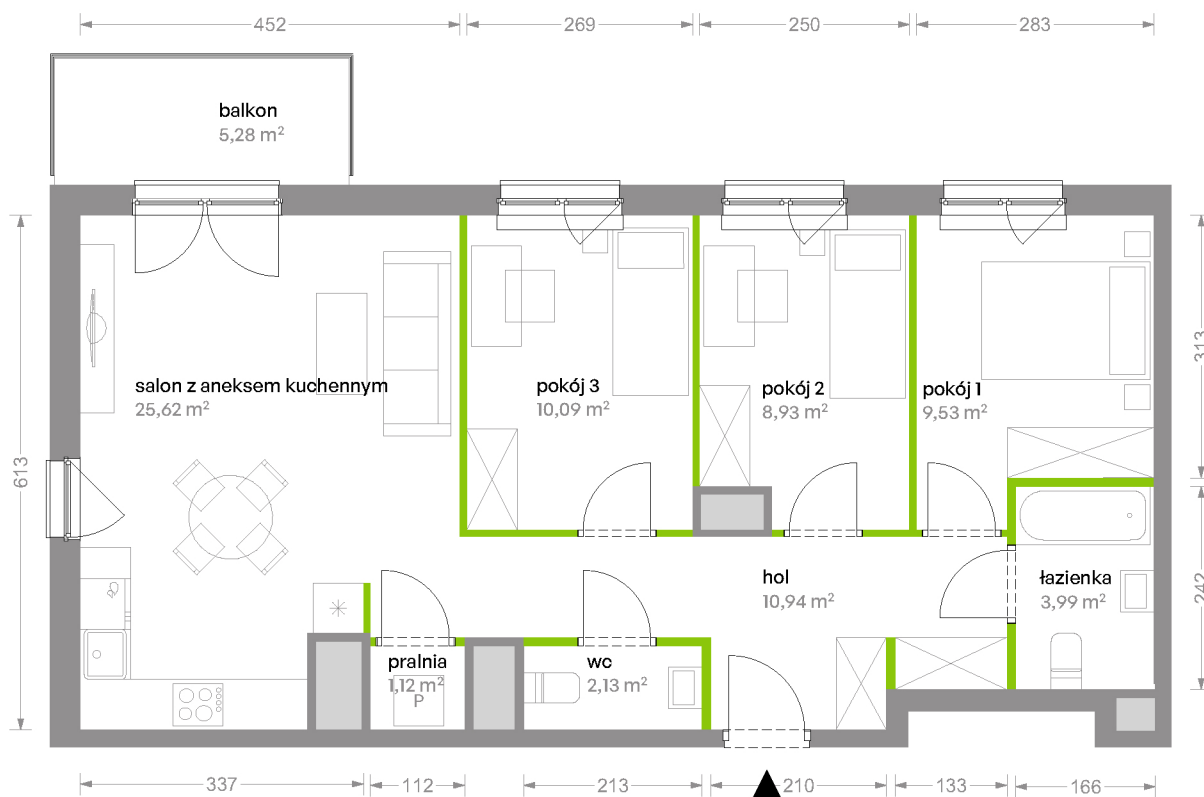 452
269
250
283
balkon
5,28 m²
salon z aneksem kuchennym
25,62 m²
pokój 3
10,09 m²
pokój 2
8,93 m²
pokój 1
9,53 m²
313
613
hol
10,94 m²
łazienka
3,99 m²
242
pralnia
1,12 m²
P
wc
2,13 m²
337
112
213
210
133
166